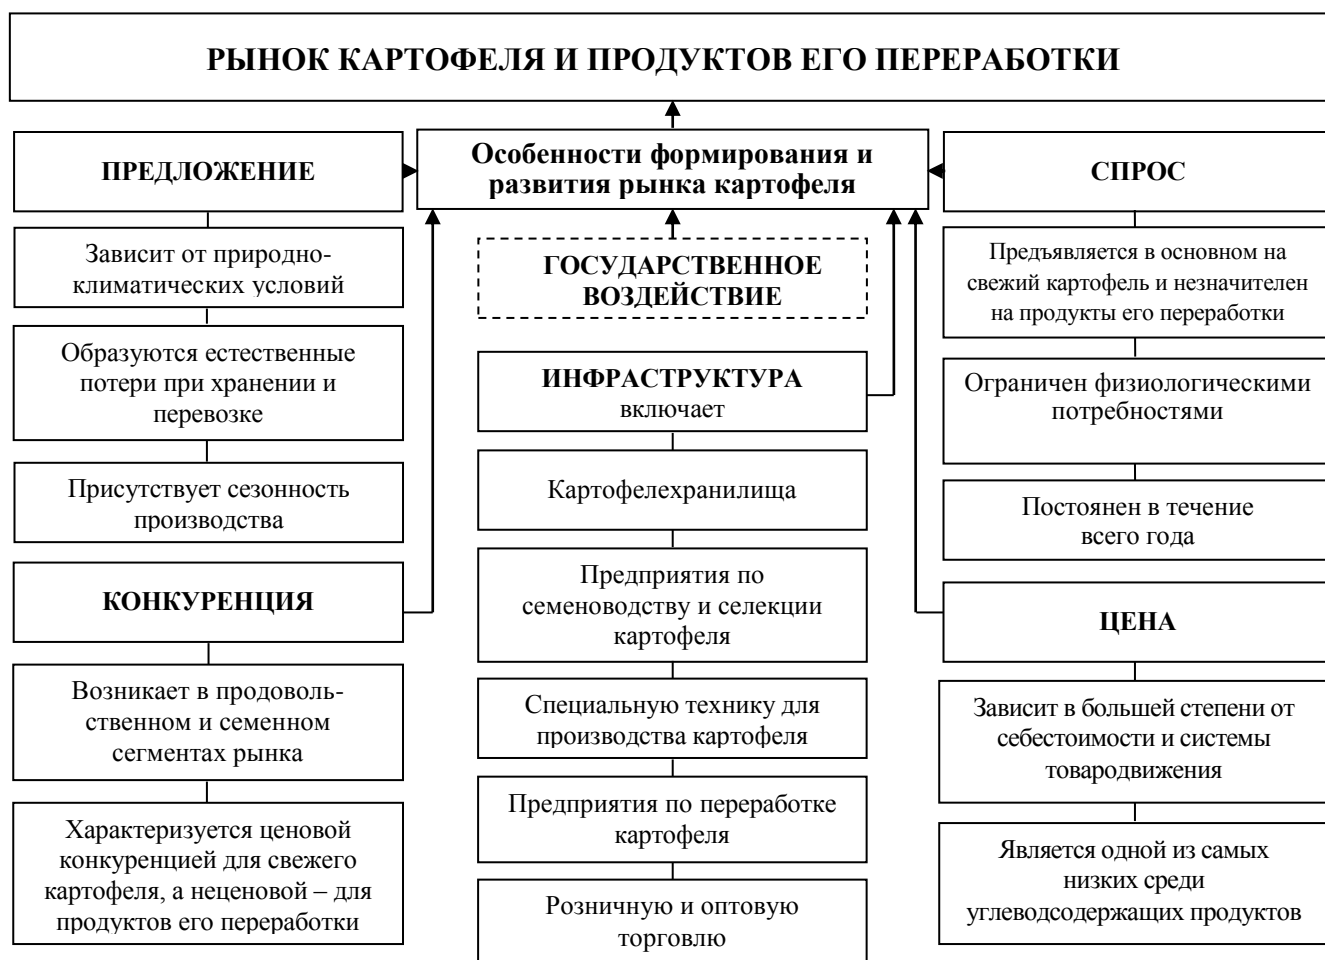 РЫНОК КАРТОФЕЛЯ И ПРОДУКТОВ ЕГО ПЕРЕРАБОТКИ
ПРЕДЛОЖЕНИЕ
Зависит от природно-
климатических условий
Образуются естественные
потери при хранении и
перевозке
Присутствует сезонность
производства
КОНКУРЕНЦИЯ
Возникает в продоволь-
ственном и семенном
сегментах рынка
Характеризуется ценовой
конкуренцией для свежего
картофеля, а неценовой – для
продуктов его переработки
Особенности формирования и
развития рынка картофеля
ГОСУДАРСТВЕННОЕ
ВОЗДЕЙСТВИЕ
ИНФРАСТРУКТУРА
включает
Картофелехранилища
Предприятия по
семеноводству и селекции
картофеля
Специальную технику для
производства картофеля
Предприятия по переработке
картофеля
Розничную и оптовую
торговлю
СПРОС
Предъявляется в основном на
свежий картофель и незначителен
на продукты его переработки
Ограничен физиологическими
потребностями
Постоянен в течение
всего года
ЦЕНА
Зависит в большей степени от
себестоимости и системы
товародвижения
Является одной из самых
низких среди
углеводсодержащих продуктов